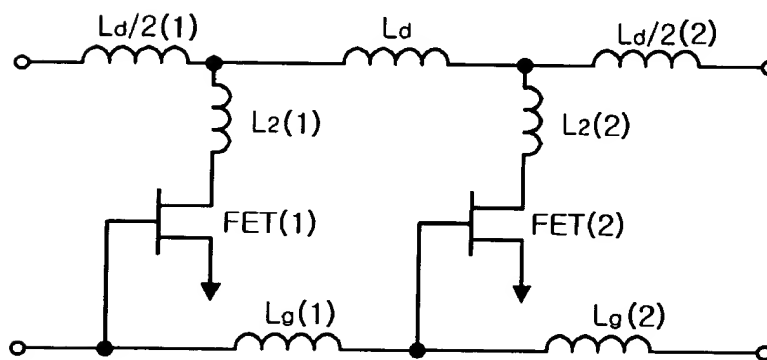 Ld/2(1)
Ld
Ld/2(2)
L2(1)
L2(2)
FET(1)
FET(2)
Lg(1)
Lg(2)